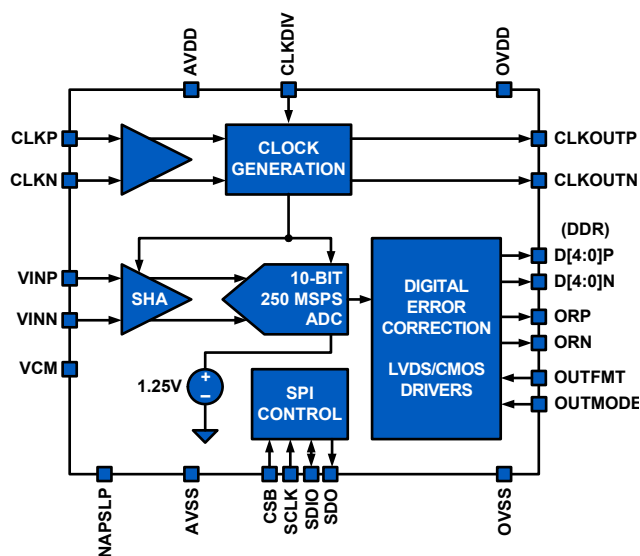 AVDD
CLKDIV
OVDD
CLKP
CLKN
CLOCK
GENERATION
CLKOUTP
CLKOUTN
(DDR)
VINP
VINN
SHA
10-BIT
250 MSPS
ADC
DIGITAL
ERROR
CORRECTION
LVDS/CMOS
DRIVERS
D[4:0]P
D[4:0]N
ORP
ORN
OUTFMT
OUTMODE
VCM
1.25V
+
–
SPI
CONTROL
NAPSLP
AVSS
CSB
SCLK
SDIO
SDO
OVSS